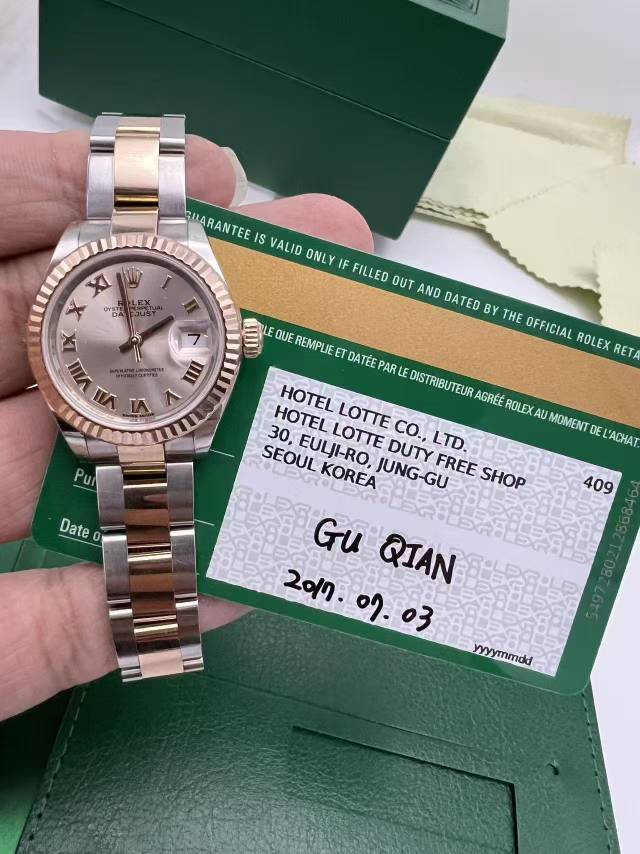 ROLEX
OYSTER PERPETUAL
DATEJUST
7
SUPERLATIVE CHRONOMETER
OFFICIALLY CERTIFIED
GUARANTEE IS VALID ONLY IF FILLED OUT AND DATED BY THE OFFICIAL ROLEX RETA
LE QUE REMPLIE ET DATÉE PAR LE DISTRIBUTEUR AGRÉÉ ROLEX AU MOMENT DE L'ACHAT.
HOTEL LOTTE CO., LTD.
HOTEL LOTTE DUTY FREE SHOP
30, EULJI-RO, JUNG-GU
SEOUL KOREA
409
GU QIAN
2017.07.03
yyyymmdd
Pur
Date o